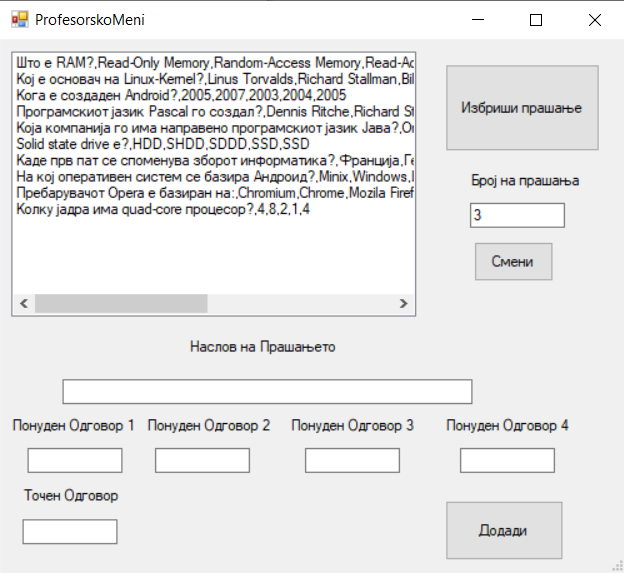 ProfesorskoMeni
Што е RAM?,Read-Only Memory,Random-Access Memory,Read-Ac
Кој е основач на Linux-Kernel?,Linus Torvalds,Richard Stallman,Bil
Кога е создаден Android?,2005,2007,2003,2004,2005
Програмскиот јазик Pascal го создал?,Dennis Ritche,Richard St
Која компанија го има направено програмскиот јазик Јава?,Or
Solid state drive е?,HDD,SHDD,SDDD,SSD,SSD
Каде прв пат се споменува зборот информатика?,Франција,Ге
На кој оперативен систем се базира Андроид?,Minix,Windows,L
Пребарувачот Opera е базиран на:,Chromium,Chrome,Mozila Firef
Колку јадра има quad-core процесор?,4,8,2,1,4
Избриши прашање
Број на прашања
3
Смени
Наслов на Прашањето
Понуден Одговор 1 Понуден Одговор 2 Понуден Одговор 3 Понуден Одговор 4
Точен Одговор
Додади